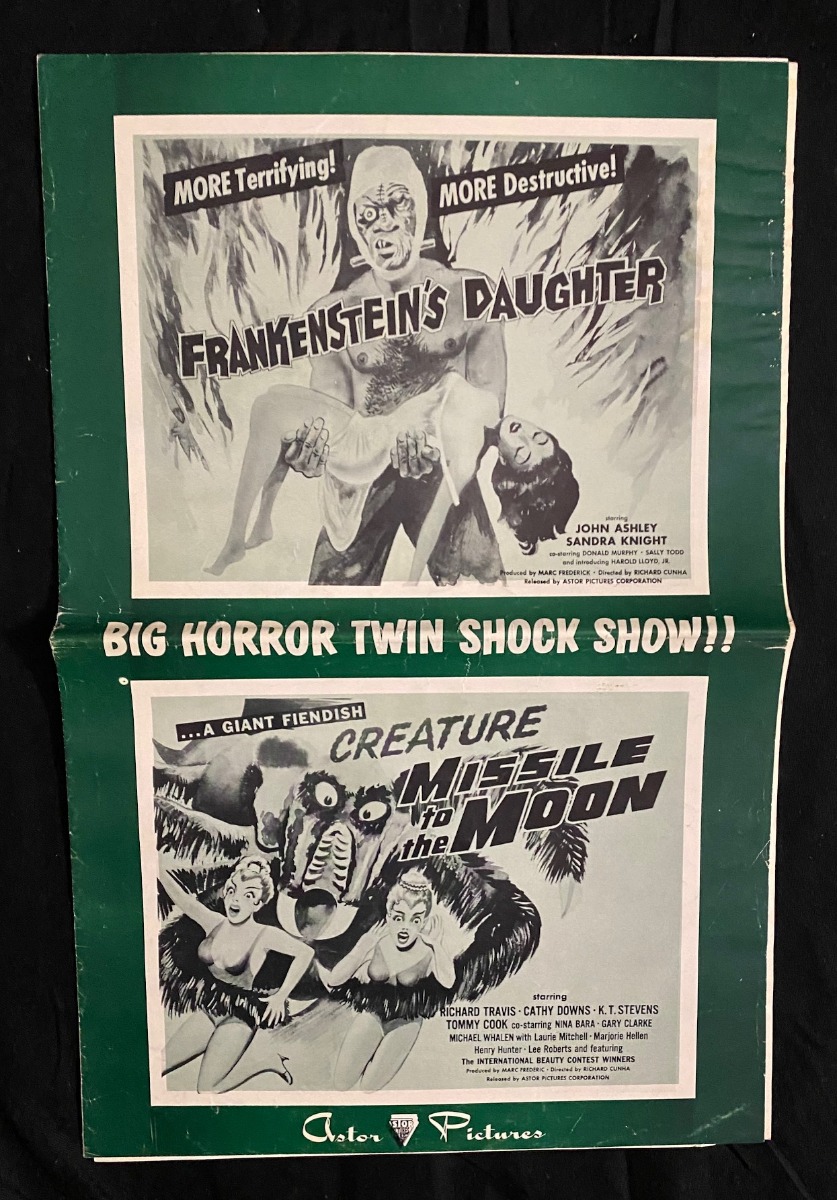 MORE Terrifying!
MORE Destructive!
FRANKENSTEIN'S DAUGHTER
starring
JOHN ASHLEY
SANDRA KNIGHT
co-starring DONALD MURPHY · SALLY TODD
and introducing HAROLD LLOYD, JR.
Produced by MARC FREDERICK · Directed by RICHARD CUNHA
Released by ASTOR PICTURES CORPORATION
BIG HORROR TWIN SHOCK SHOW!!
...A GIANT FIENDISH
CREATURE
MISSILE
to
the MOON
starring
RICHARD TRAVIS · CATHY DOWNS · K.T. STEVENS
TOMMY COOK co-starring NINA BARA · GARY CLARKE
MICHAEL WHALEN with Laurie Mitchell · Marjorie Hellen
Henry Hunter · Lee Roberts and featuring
The INTERNATIONAL BEAUTY CONTEST WINNERS
Produced by MARC FREDERIC · Directed by RICHARD CUNHA
Released by ASTOR PICTURES CORPORATION
Astor Pictures